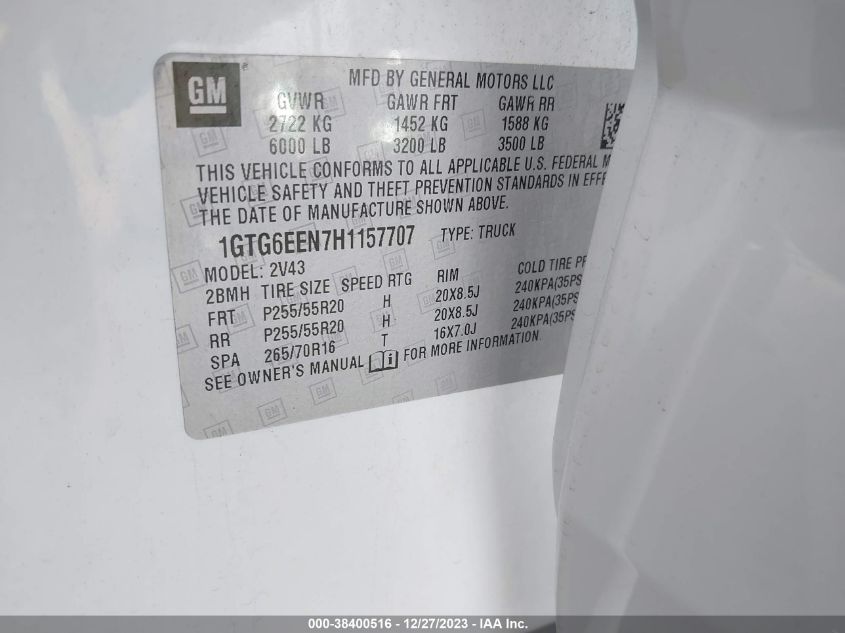 GM
MFD BY GENERAL MOTORS LLC
GVWR GAWR FRT GAWR RR
2722 KG 1452 KG 1588 KG
6000 LB 3200 LB 3500 LB
THIS VEHICLE CONFORMS TO ALL APPLICABLE U.S. FEDERAL M
VEHICLE SAFETY AND THEFT PREVENTION STANDARDS IN EFFE
THE DATE OF MANUFACTURE SHOWN ABOVE.
1GTG6EEN7H1157707 TYPE: TRUCK
MODEL: 2V43
2BMH TIRE SIZE SPEED RTG RIM COLD TIRE PR
FRT P255/55R20 H 20X8.5J 240KPA(35PS
RR P255/55R20 H 20X8.5J 240KPA(35PS
SPA 265/70R16 T 16X7.0J 240KPA(35PS
SEE OWNER'S MANUAL FOR MORE INFORMATION.
000-38400516 - 12/27/2023 - IAA Inc.